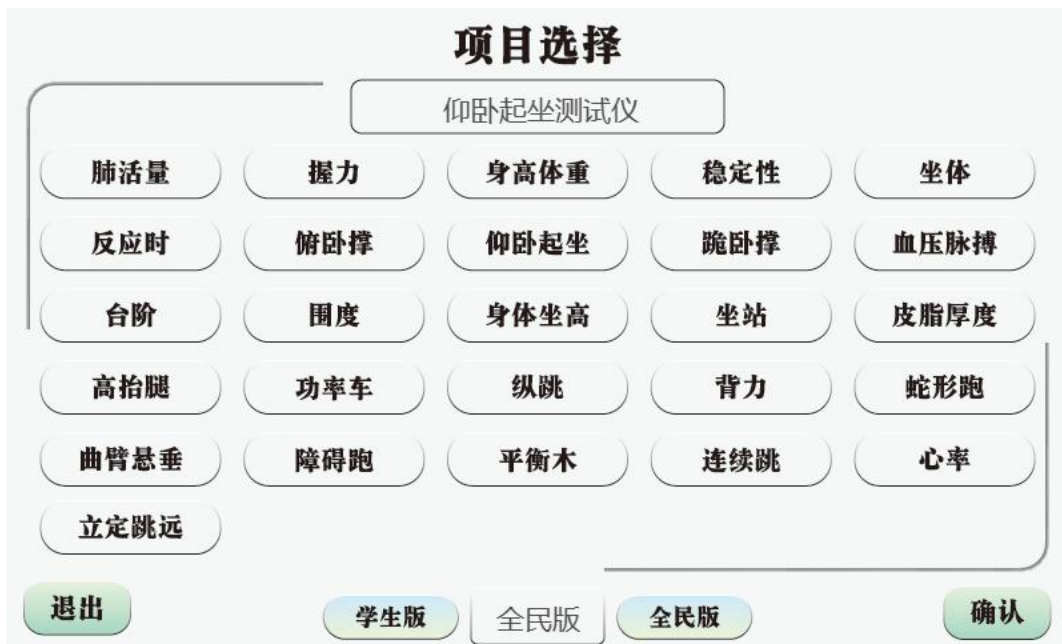 项目选择
仰卧起坐测试仪
肺活量 握力 身高体重 稳定性 坐体
反应时 俯卧撑 仰卧起坐 跪卧撑 血压脉搏
台阶 围度 身体坐高 坐站 皮脂厚度
高抬腿 功率车 纵跳 背力 蛇形跑
曲臂悬垂 障碍跑 平衡木 连续跳 心率
立定跳远
退出 学生版 全民版 全民版 确认